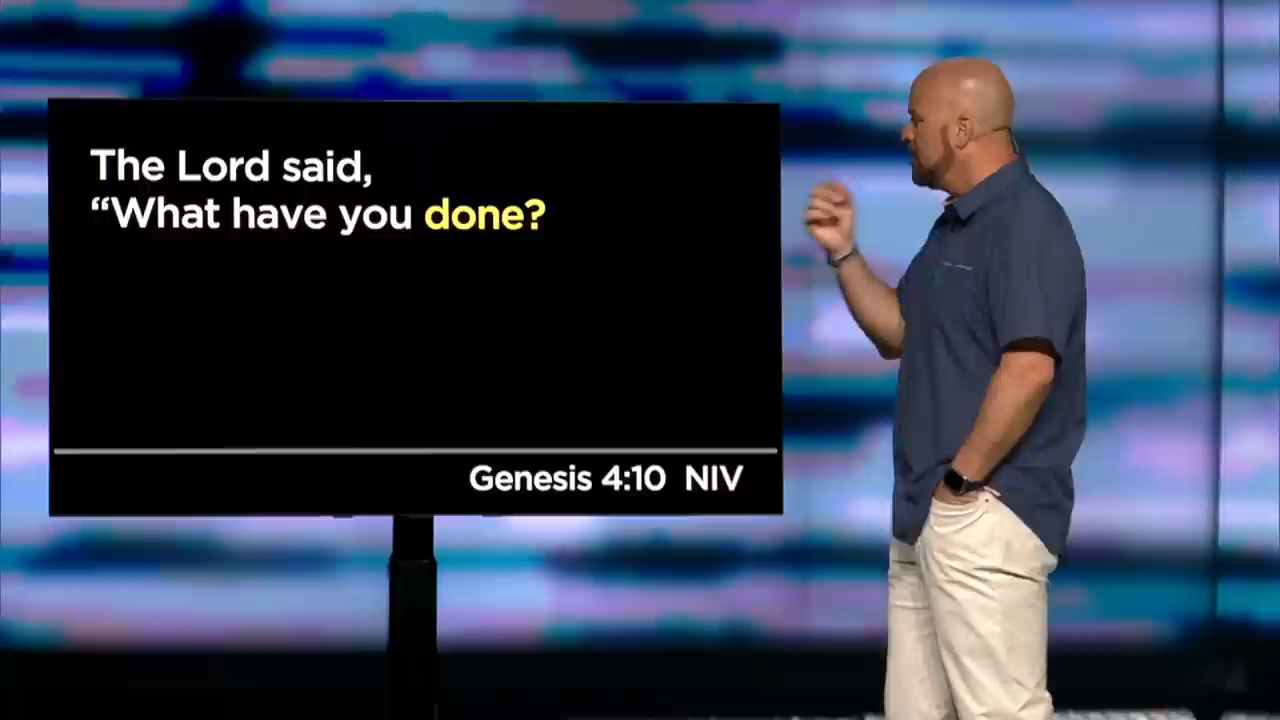 The Lord said,
“What have you done?
Genesis 4:10 NIV